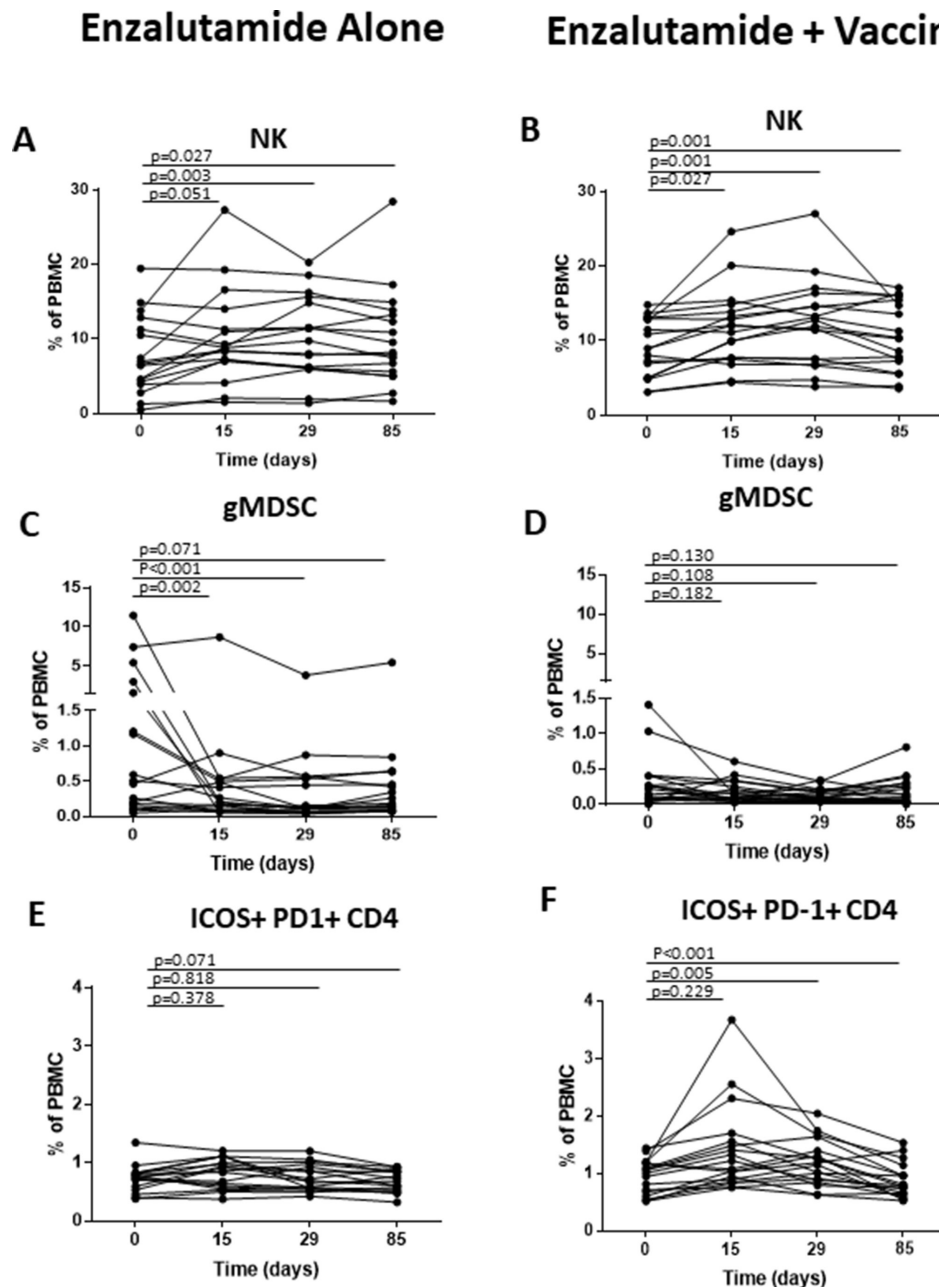 Enzalutamide Alone
Enzalutamide + Vaccin
A
NK
p=0.027
p=0.003
p=0.051
30
20
10
0
% of PBMC
0 15 29 85
Time (days)
B
NK
p=0.001
p=0.001
p=0.027
30
20
10
0
% of PBMC
0 15 29 85
Time (days)
C
gMDSC
p=0.071
P<0.001
p=0.002
15
10
5
1.5
1.0
0.5
0.0
% of PBMC
0 15 29 85
Time (days)
D
gMDSC
p=0.130
p=0.108
p=0.182
15
10
5
1.5
1.0
0.5
0.0
% of PBMC
0 15 29 85
Time (days)
E
ICOS+ PD1+ CD4
p=0.071
p=0.818
p=0.378
4
3
2
1
0
% of PBMC
0 15 29 85
Time (days)
F
ICOS+ PD-1+ CD4
P<0.001
p=0.005
p=0.229
4
3
2
1
0
% of PBMC
0 15 29 85
Time (days)